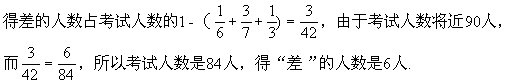 得差的人数占考试人数的1-（1/6+3/7+1/3）=3/42，由于考试人数将近90人，
而3/42=6/84，所以考试人数是84人，得“差”的人数是6人.